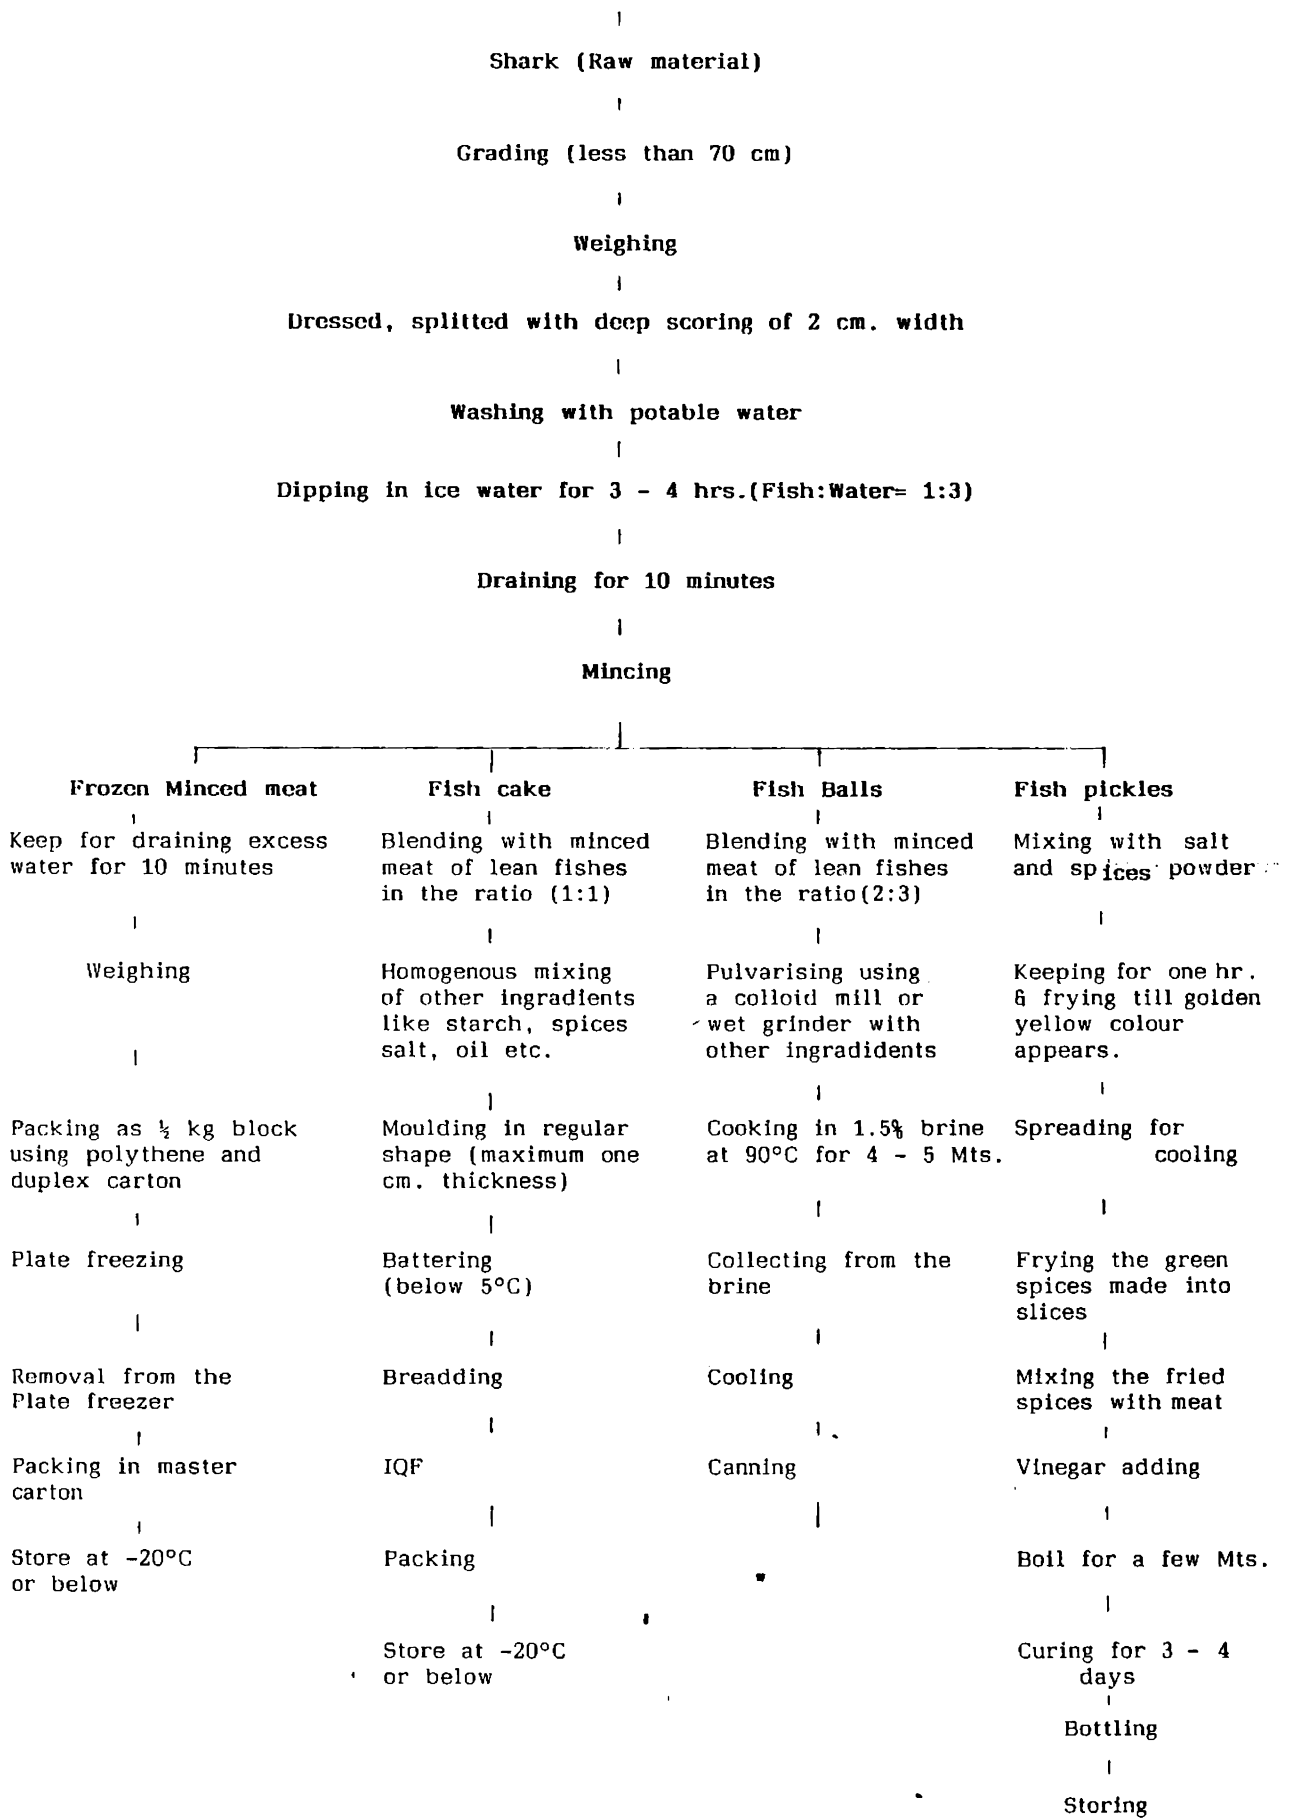 Shark (Raw material)
Grading (less than 70 cm)
Weighing
Dressed, splitted with deep scoring of 2 cm. width
Washing with potable water
Dipping in ice water for 3 - 4 hrs.(Fish:Water= 1:3)
Draining for 10 minutes
Mincing
Frozen Minced meat
Keep for draining excess
water for 10 minutes
Weighing
Packing as ½ kg block
using polythene and
duplex carton
Plate freezing
Removal from the
Plate freezer
Packing in master
carton
Store at -20°C
or below
Fish cake
Blending with minced
meat of lean fishes
in the ratio (1:1)
Homogenous mixing
of other ingradients
like starch, spices
salt, oil etc.
Moulding in regular
shape (maximum one
cm. thickness)
Battering
(below 5°C)
Breadding
IQF
Packing
Store at -20°C
or below
Fish Balls
Blending with minced
meat of lean fishes
in the ratio(2:3)
Pulvarising using
a colloid mill or
wet grinder with
other ingradidents
Cooking in 1.5% brine
at 90°C for 4 - 5 Mts.
Collecting from the
brine
Cooling
Canning
Fish pickles
Mixing with salt
and spices powder
Keeping for one hr.
& frying till golden
yellow colour
appears.
Spreading for
cooling
Frying the green
spices made into
slices
Mixing the fried
spices with meat
Vinegar adding
Boil for a few Mts.
Curing for 3 - 4
days
Bottling
Storing